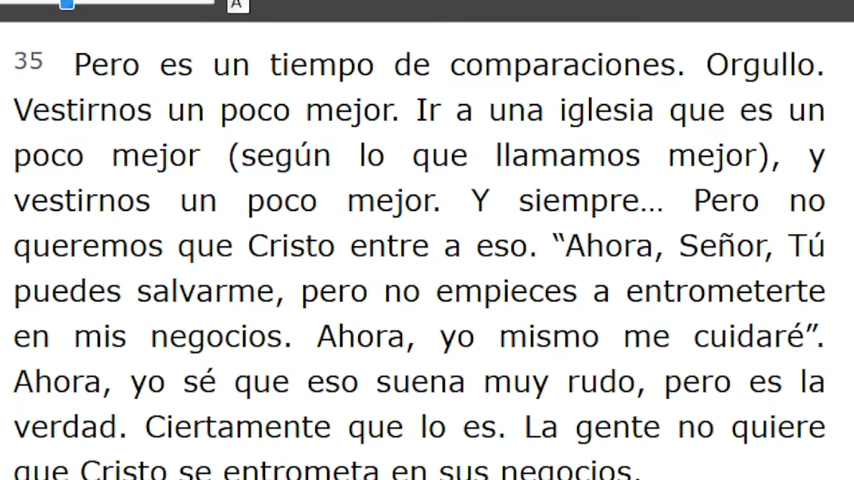 A
35 Pero es un tiempo de comparaciones. Orgullo.
Vestirnos un poco mejor. Ir a una iglesia que es un
poco mejor (según lo que llamamos mejor), y
vestirnos un poco mejor. Y siempre… Pero no
queremos que Cristo entre a eso. “Ahora, Señor, Tú
puedes salvarme, pero no empieces a entrometerte
en mis negocios. Ahora, yo mismo me cuidaré”.
Ahora, yo sé que eso suena muy rudo, pero es la
verdad. Ciertamente que lo es. La gente no quiere
que Cristo se entrometa en sus negocios.